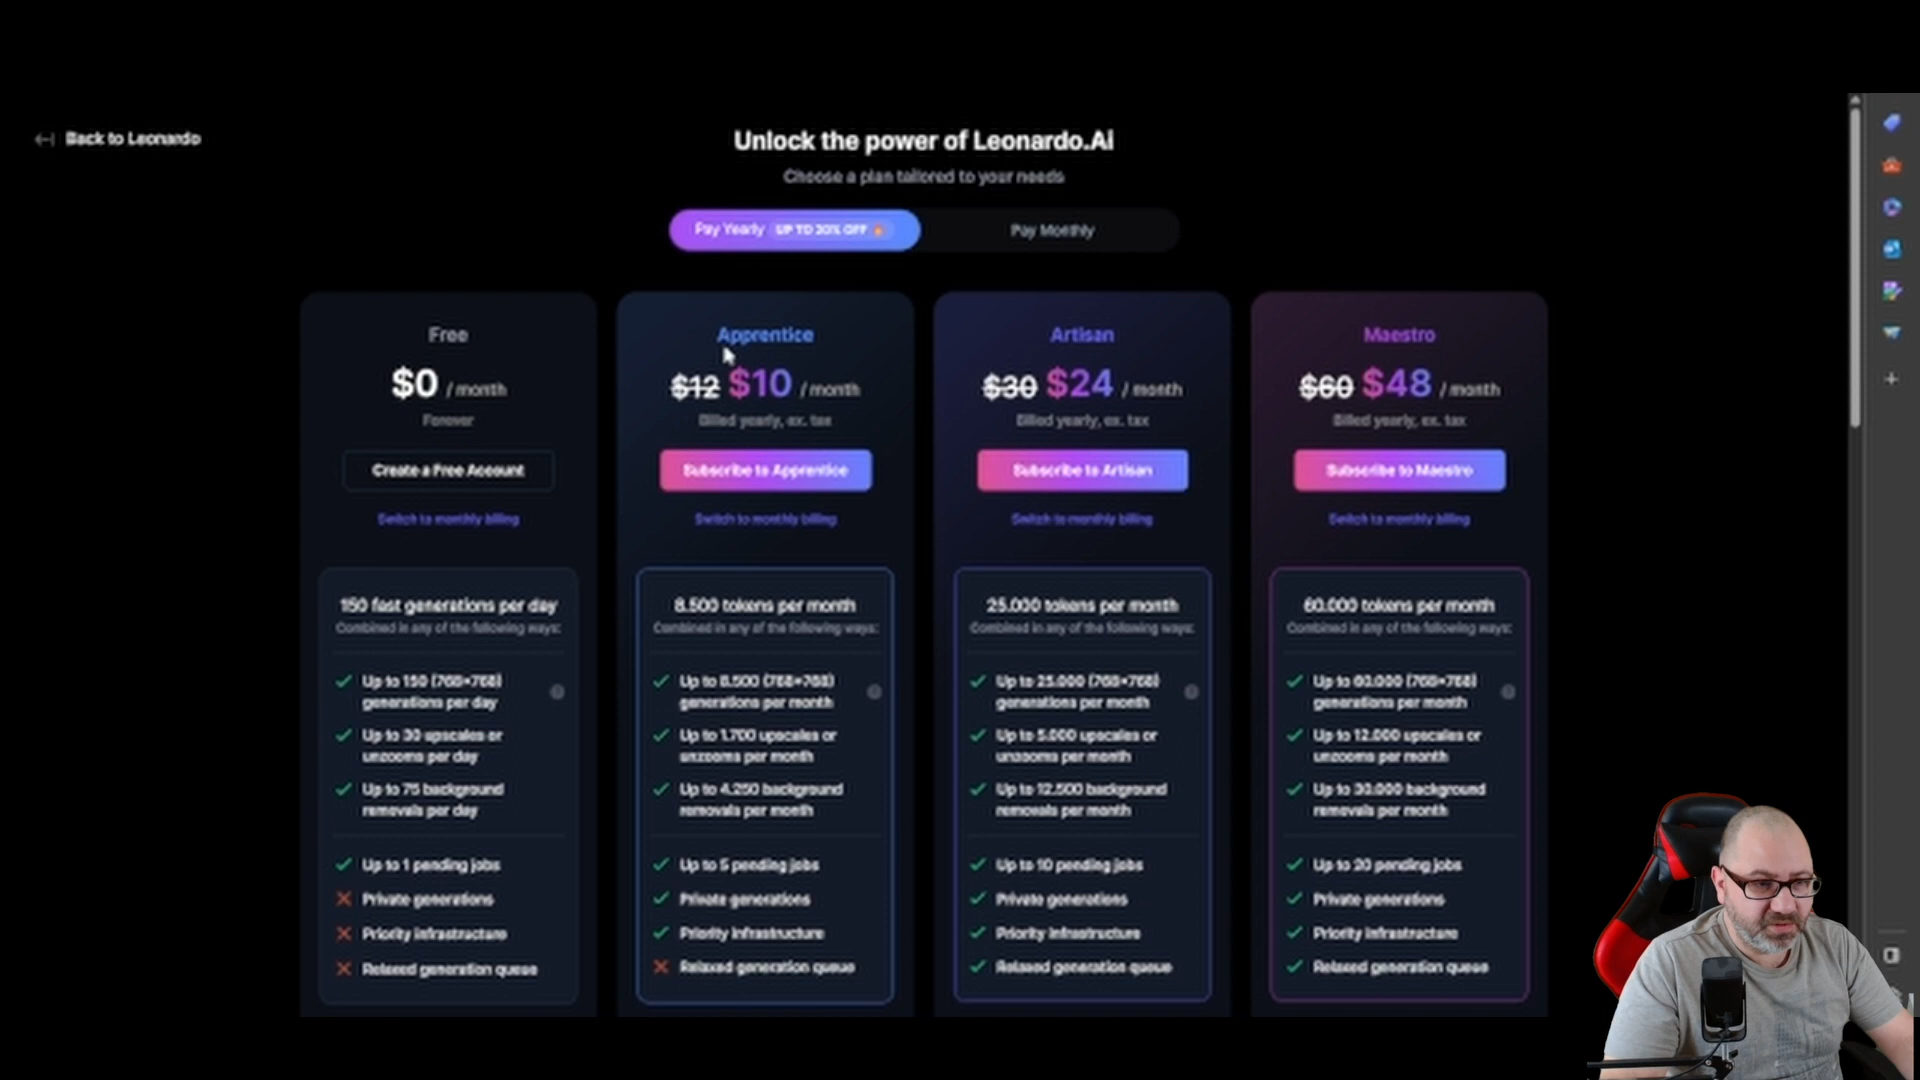 Back to Leonardo
Unlock the power of Leonardo.Ai
Choose a plan tailored to your needs
Pay Yearly UP TO 20% OFF
Pay Monthly
Free
$0 / month
Forever
Create a Free Account
Switch to monthly billing
150 fast generations per day
Combined in any of the following ways:
Up to 150 (768×768)
generations per day
Up to 30 upscales or
unzooms per day
Up to 75 background
removals per day
Up to 1 pending jobs
Private generations
Priority infrastructure
Relaxed generation queue
Apprentice
$12 $10 / month
Billed yearly, ex. tax
Subscribe to Apprentice
Switch to monthly billing
8.500 tokens per month
Combined in any of the following ways:
Up to 8.500 (768×768)
generations per month
Up to 1.700 upscales or
unzooms per month
Up to 4.250 background
removals per month
Up to 5 pending jobs
Private generations
Priority infrastructure
Relaxed generation queue
Artisan
$30 $24 / month
Billed yearly, ex. tax
Subscribe to Artisan
Switch to monthly billing
25.000 tokens per month
Combined in any of the following ways:
Up to 25.000 (768×768)
generations per month
Up to 5.000 upscales or
unzooms per month
Up to 12.500 background
removals per month
Up to 10 pending jobs
Private generations
Priority infrastructure
Relaxed generation queue
Maestro
$60 $48 / month
Billed yearly, ex. tax
Subscribe to Maestro
Switch to monthly billing
60.000 tokens per month
Combined in any of the following ways:
Up to 60.000 (768×768)
generations per month
Up to 12.000 upscales or
unzooms per month
Up to 30.000 background
removals per month
Up to 20 pending jobs
Private generations
Priority infrastructure
Relaxed generation queue